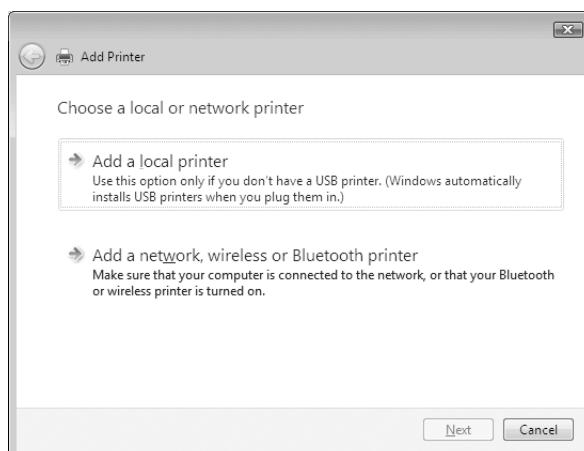 Add Printer
Choose a local or network printer
Add a local printer
Use this option only if you don't have a USB printer. (Windows automatically
installs USB printers when you plug them in.)
Add a network, wireless or Bluetooth printer
Make sure that your computer is connected to the network, or that your Bluetooth
or wireless printer is turned on.
Next
Cancel